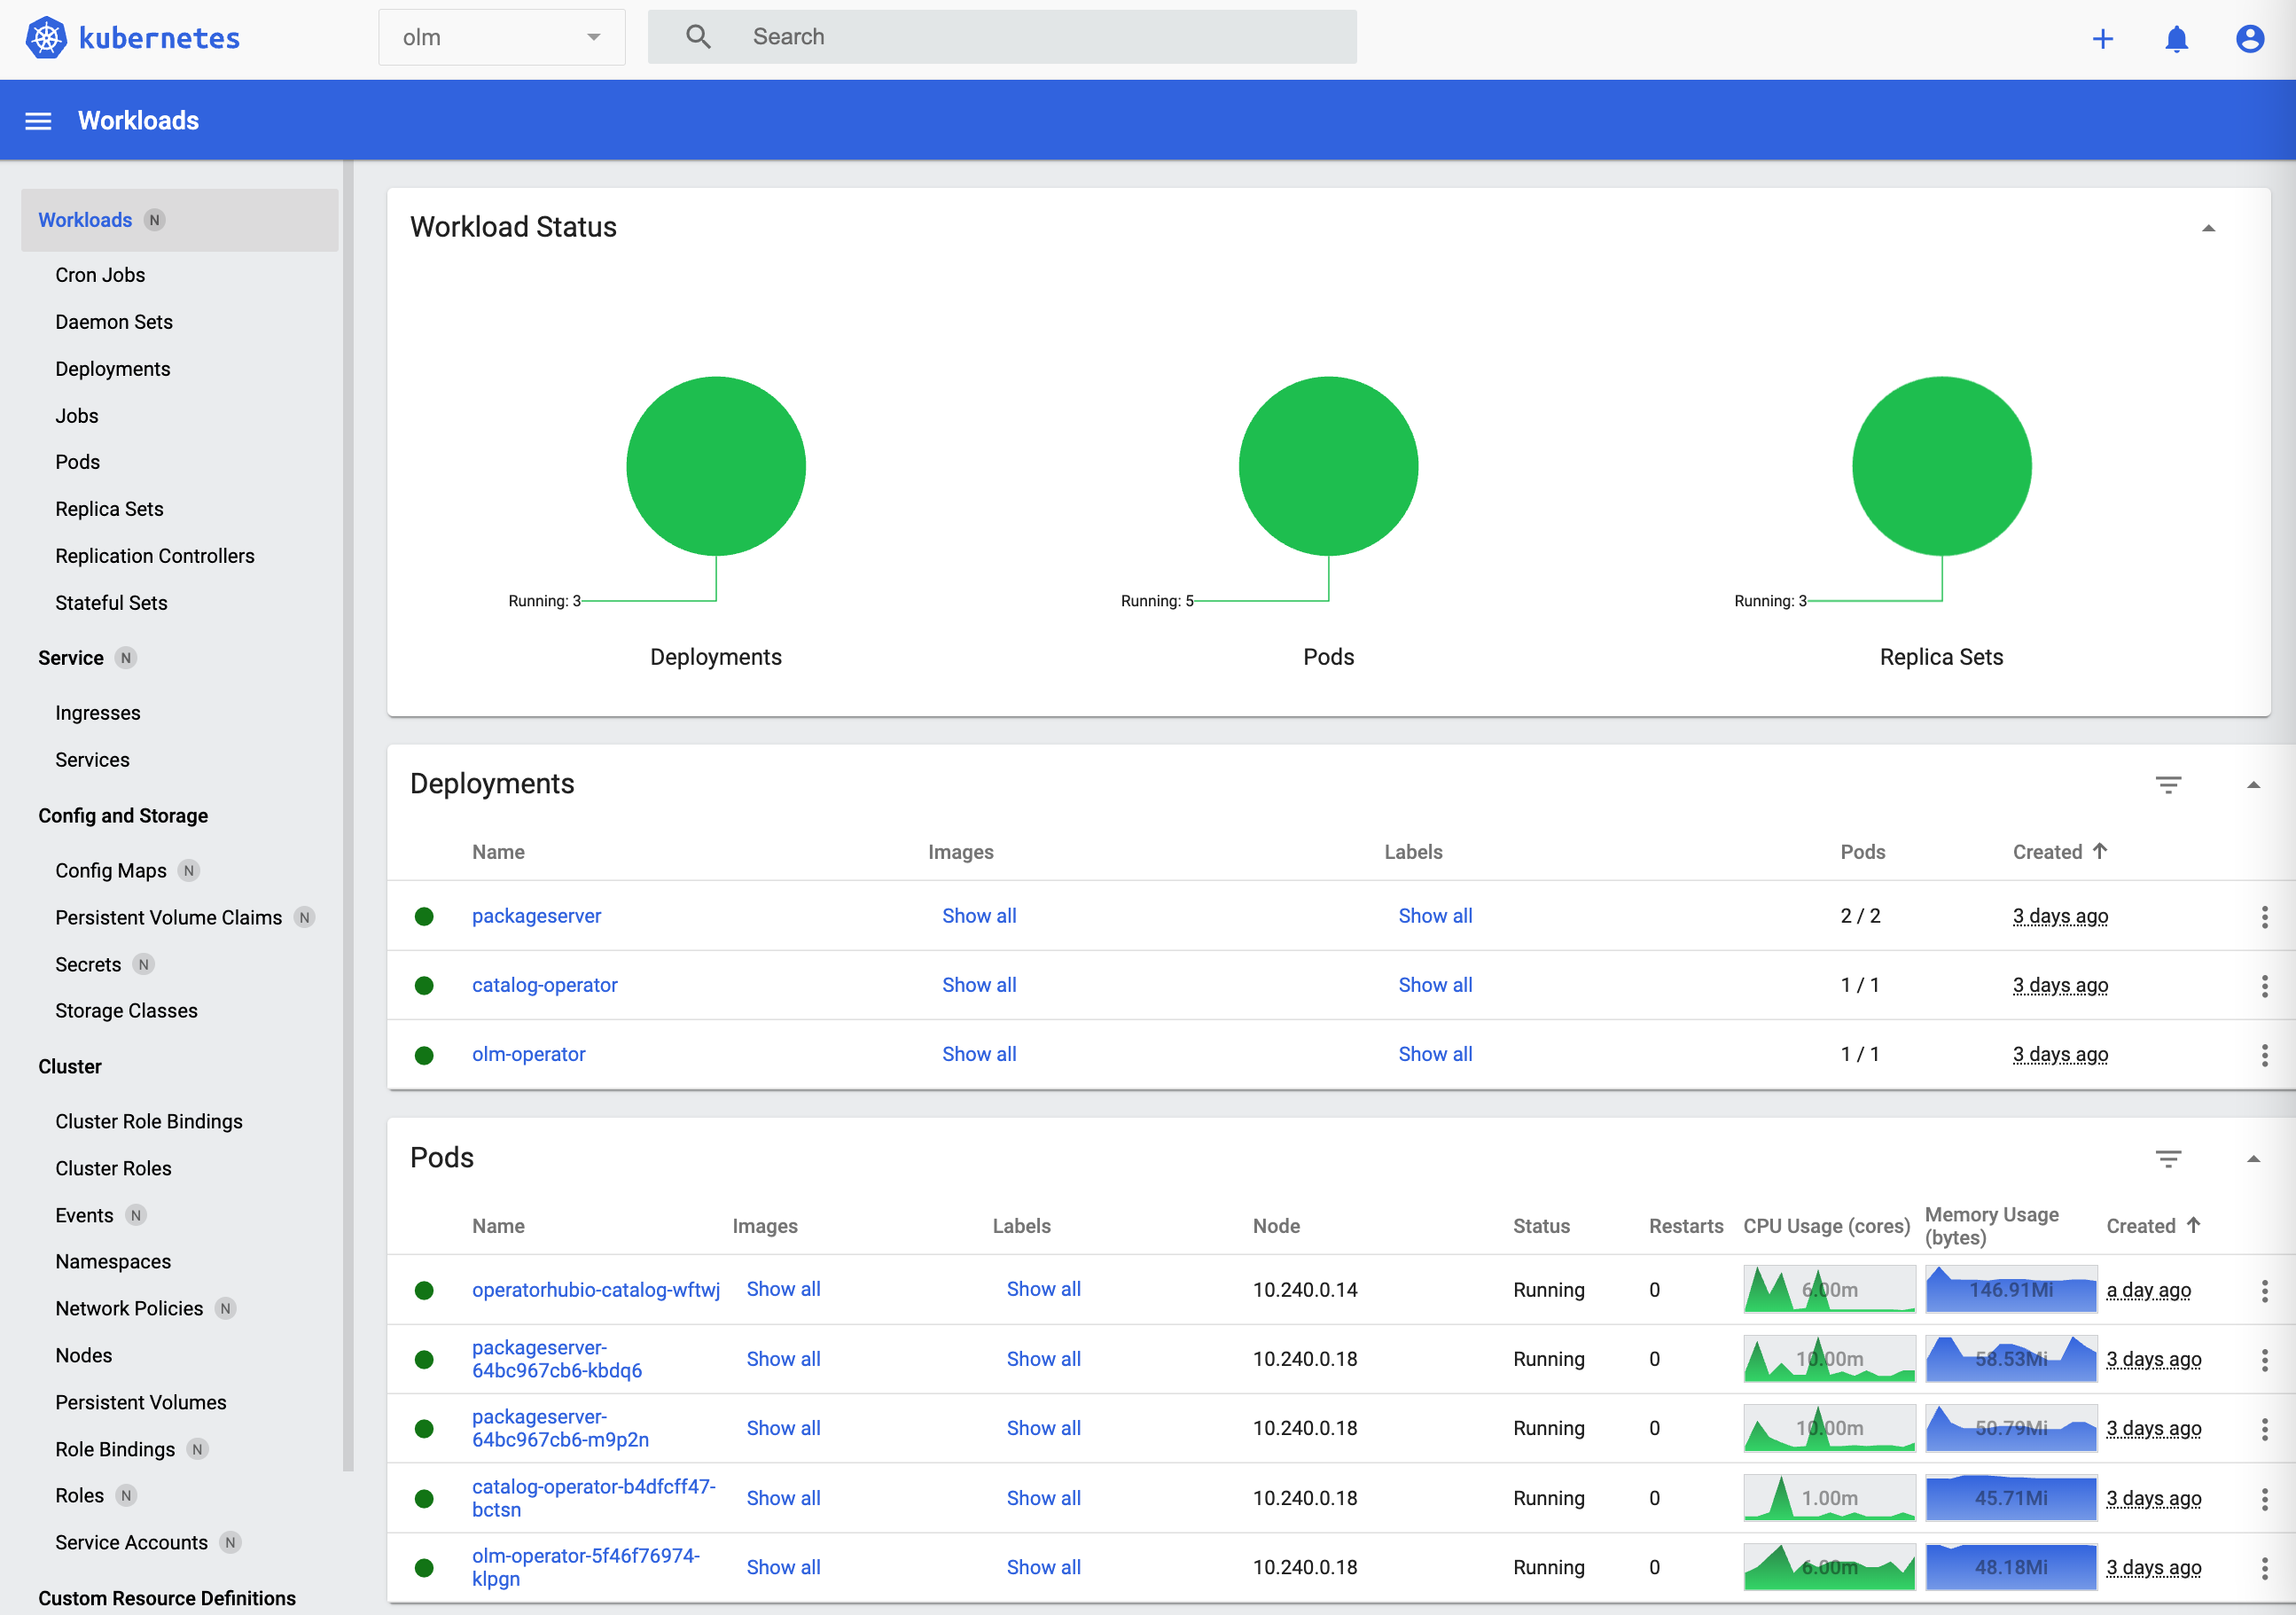 kubernetes
olm
Search
Workloads
Workloads N
Cron Jobs
Daemon Sets
Deployments
Jobs
Pods
Replica Sets
Replication Controllers
Stateful Sets
Service N
Ingresses
Services
Config and Storage
Config Maps N
Persistent Volume Claims N
Secrets N
Storage Classes
Cluster
Cluster Role Bindings
Cluster Roles
Events N
Namespaces
Network Policies N
Nodes
Persistent Volumes
Role Bindings N
Roles N
Service Accounts N
Custom Resource Definitions
Workload Status
Running: 3
Deployments
Running: 5
Pods
Running: 3
Replica Sets
Deployments
Name Images Labels Pods Created
packageserver Show all Show all 2 / 2 3 days ago
catalog-operator Show all Show all 1 / 1 3 days ago
olm-operator Show all Show all 1 / 1 3 days ago
Pods
Name Images Labels Node Status Restarts CPU Usage (cores) Memory Usage
(bytes) Created
operatorhubio-catalog-wftwj Show all Show all 10.240.0.14 Running 0 6.00m 146.91Mi a day ago
packageserver-
64bc967cb6-kbdq6 Show all Show all 10.240.0.18 Running 0 10.00m 58.53Mi 3 days ago
packageserver-
64bc967cb6-m9p2n Show all Show all 10.240.0.18 Running 0 10.00m 50.79Mi 3 days ago
catalog-operator-b4dfcff47-
bctsn Show all Show all 10.240.0.18 Running 0 1.00m 45.71Mi 3 days ago
olm-operator-5f46f76974-
klpgn Show all Show all 10.240.0.18 Running 0 6.00m 48.18Mi 3 days ago